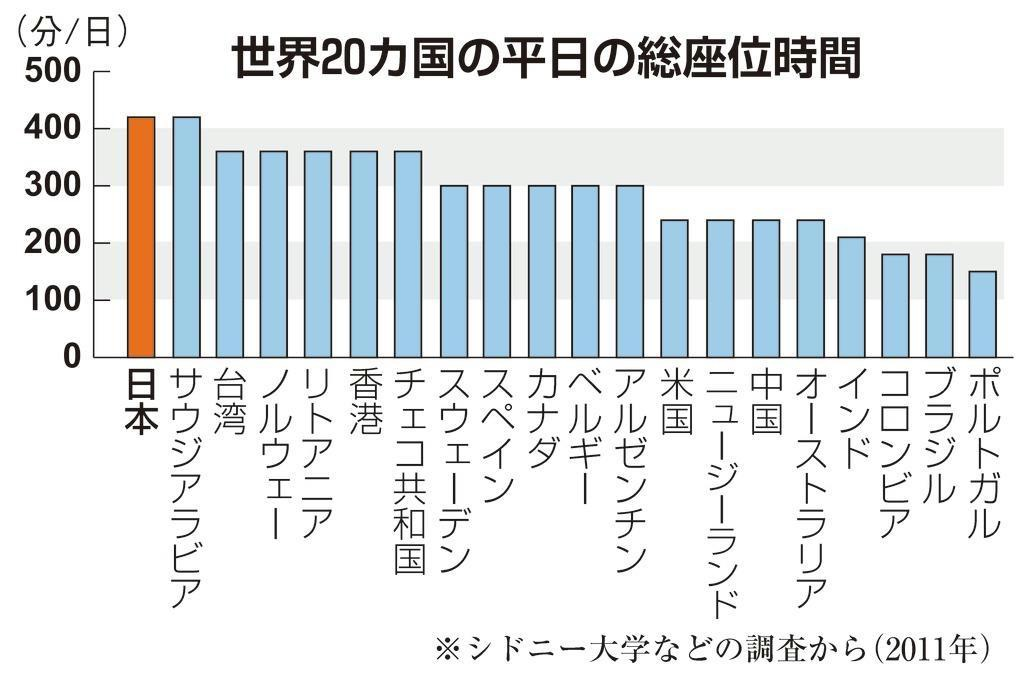 （分/日）
世界20カ国の平日の総座位時間
500
400
300
200
100
0
日本
サウジアラビア
台湾
ノルウェー
リトアニア
香港
チェコ共和国
スウェーデン
スペイン
カナダ
ベルギー
アルゼンチン
米国
ニュージーランド
中国
オーストラリア
インド
コロンビア
ブラジル
ポルトガル
※シドニー大学などの調査から（2011年）